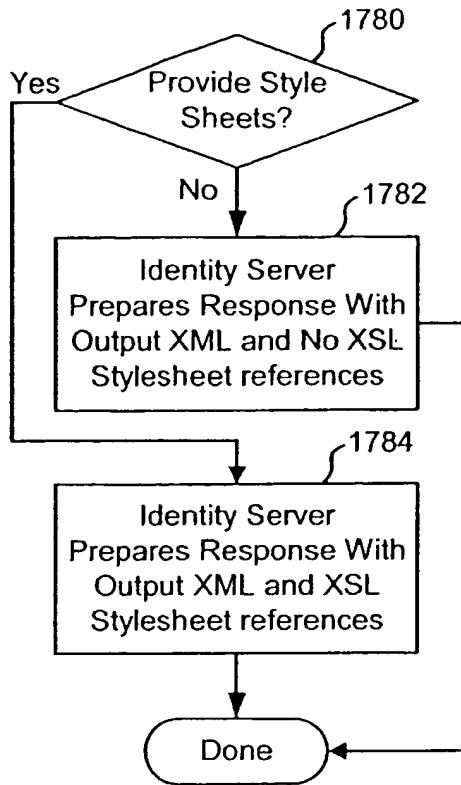 1780
Yes
Provide Style
Sheets?
No
1782
Identity Server
Prepares Response With
Output XML and No XSL
Stylesheet references
1784
Identity Server
Prepares Response With
Output XML and XSL
Stylesheet references
Done